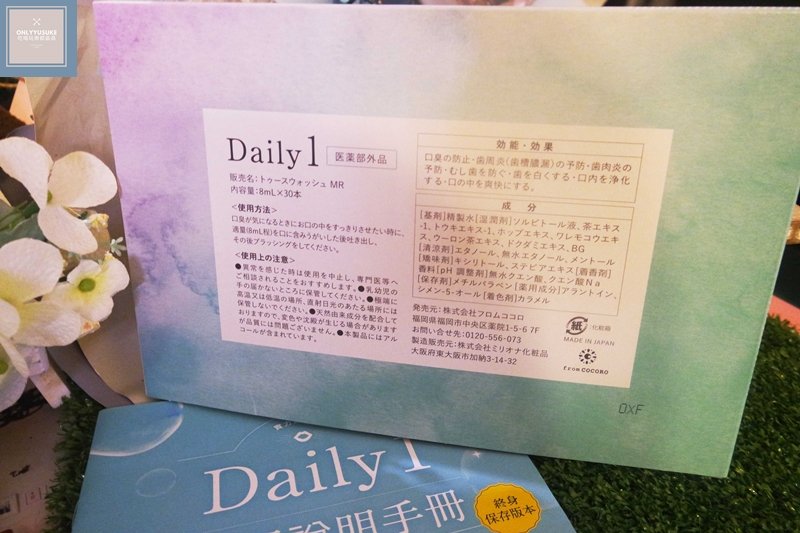 ONLYYUSUKE
Daily 1 医薬部外品
販売名:トゥースウォッシュ MR
内容量:8mL×30本
<使用方法>
口臭が気になるときにお口の中をすっきりさせたい時に、
適量(8mL程)を口に含みうがいした後吐き出し、
その後ブラッシングをしてください。
<使用上の注意>
●異常を感じた時は使用を中止し、専門医等へ
ご相談されることをおすすめします。●乳幼児の
手の届かないところに保管してください。●極端に
高温又は低温の場所、直射日光のあたる場所には
保管しないでください。●天然由来成分を配合して
おりますので、変色や沈殿が生じる場合があります
が品質には問題ございません。●本製品にはアル
コールが含まれています。
効能・効果
口臭の防止・歯周炎(歯槽膿漏)の予防・歯肉炎の
予防・むし歯を防ぐ・歯を白くする・口内を浄化
する・口の中を爽快にする。
成分
[基剤]精製水[湿潤剤]ソルビトール液、茶エキス
-1、トウキエキス-1、ホップエキス、ワレモコウエキ
ス、ウーロン茶エキス、ドクダミエキス、BG
[清涼剤]エタノール、無水エタノール、メントール
[矯味剤]キシリトール、ステビアエキス[着香剤]
香料[pH 調整剤]無水クエン酸、クエン酸Na
[保存剤]メチルパラベン[薬用成分]アラントイン、
シメン-5-オール[着色剤]カラメル
発売元:株式会社フロムココロ
福岡県福岡市中央区薬院1-5-6 7F
お問い合せ先:0120-556-073
製造販売元:株式会社ミリオナ化粧品
大阪府東大阪市加納3-14-32
紙 化粧箱
MADE IN JAPAN
from COCORO
OXF
Daily 1
說明手冊
終身
保存版本